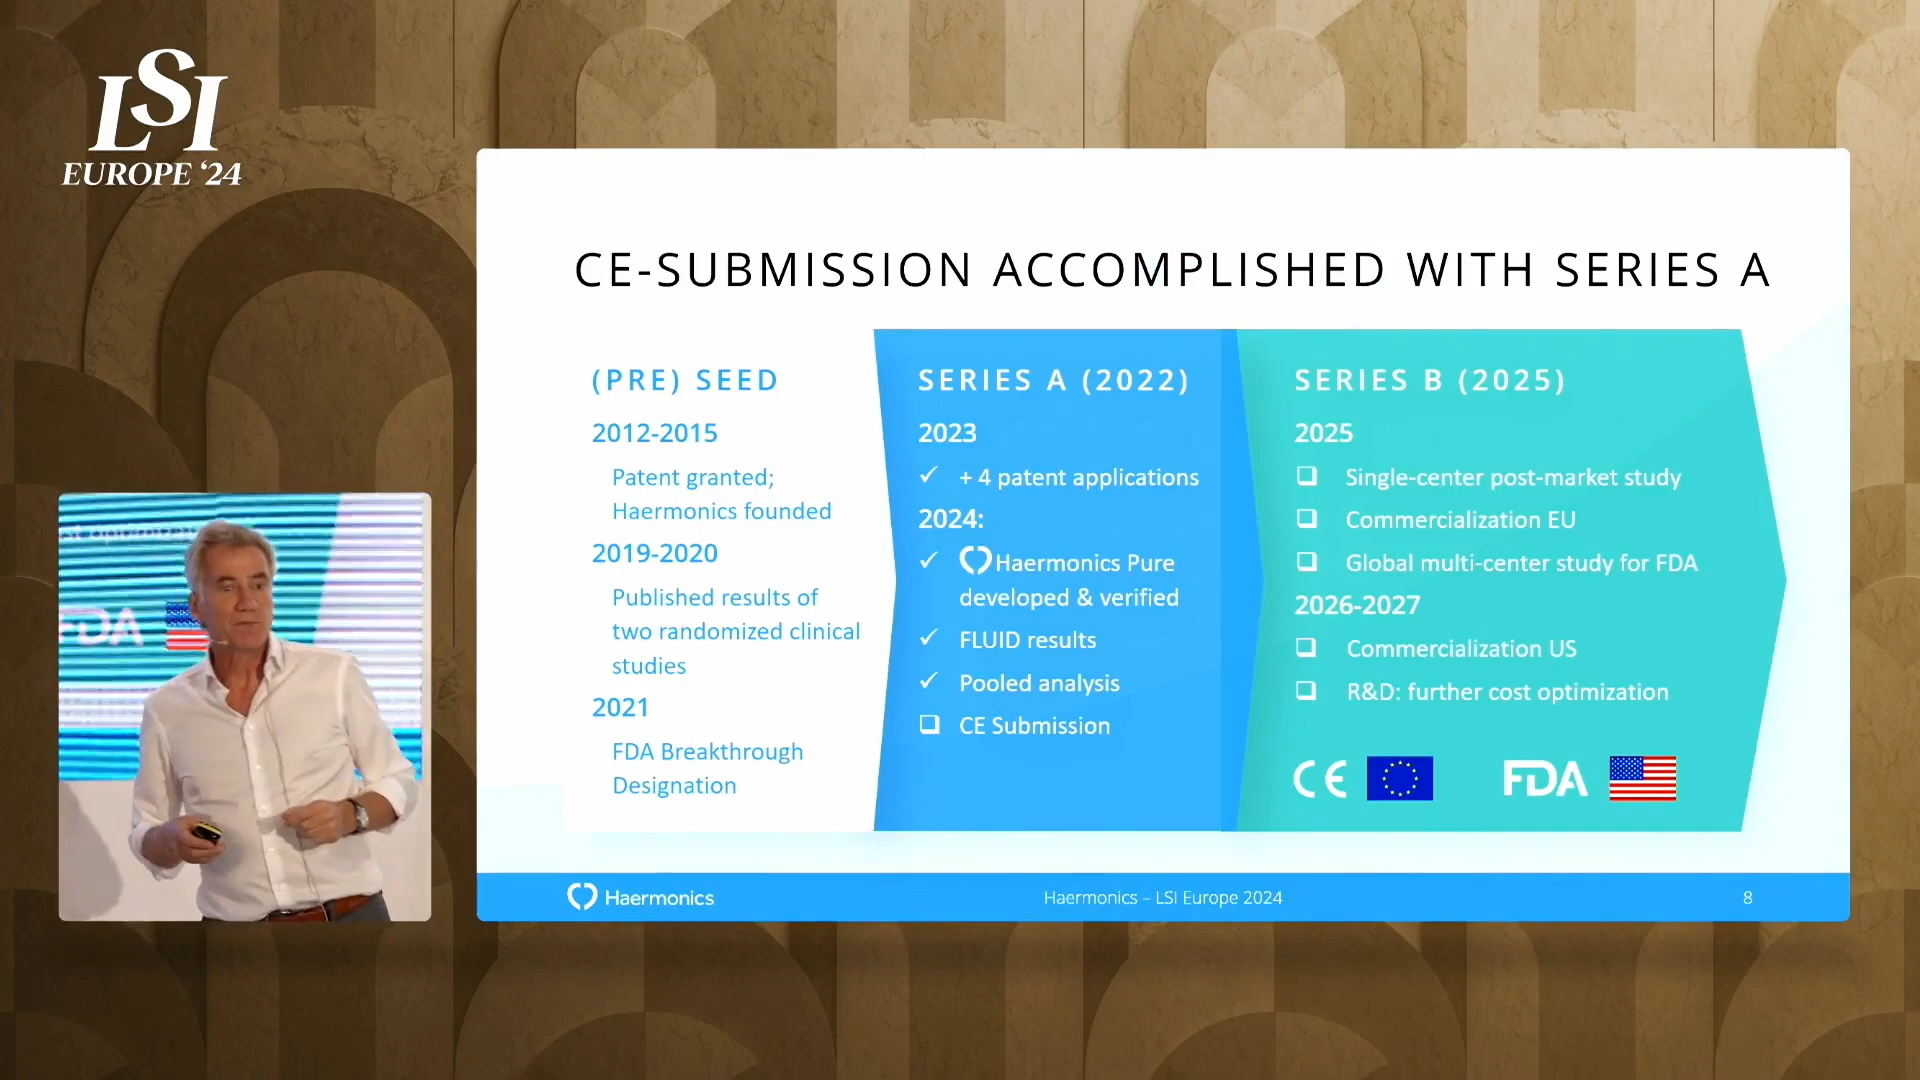 LSI
EUROPE ‘24
CE-SUBMISSION ACCOMPLISHED WITH SERIES A
(PRE) SEED
2012-2015
Patent granted;
Haermonics founded
2019-2020
Published results of
two randomized clinical
studies
2021
FDA Breakthrough
Designation
SERIES A (2022)
2023
+ 4 patent applications
2024:
Haermonics Pure
developed & verified
FLUID results
Pooled analysis
CE Submission
SERIES B (2025)
2025
Single-center post-market study
Commercialization EU
Global multi-center study for FDA
2026-2027
Commercialization US
R&D: further cost optimization
CE
FDA
FDA
Haermonics
Haermonics – LSI Europe 2024
8